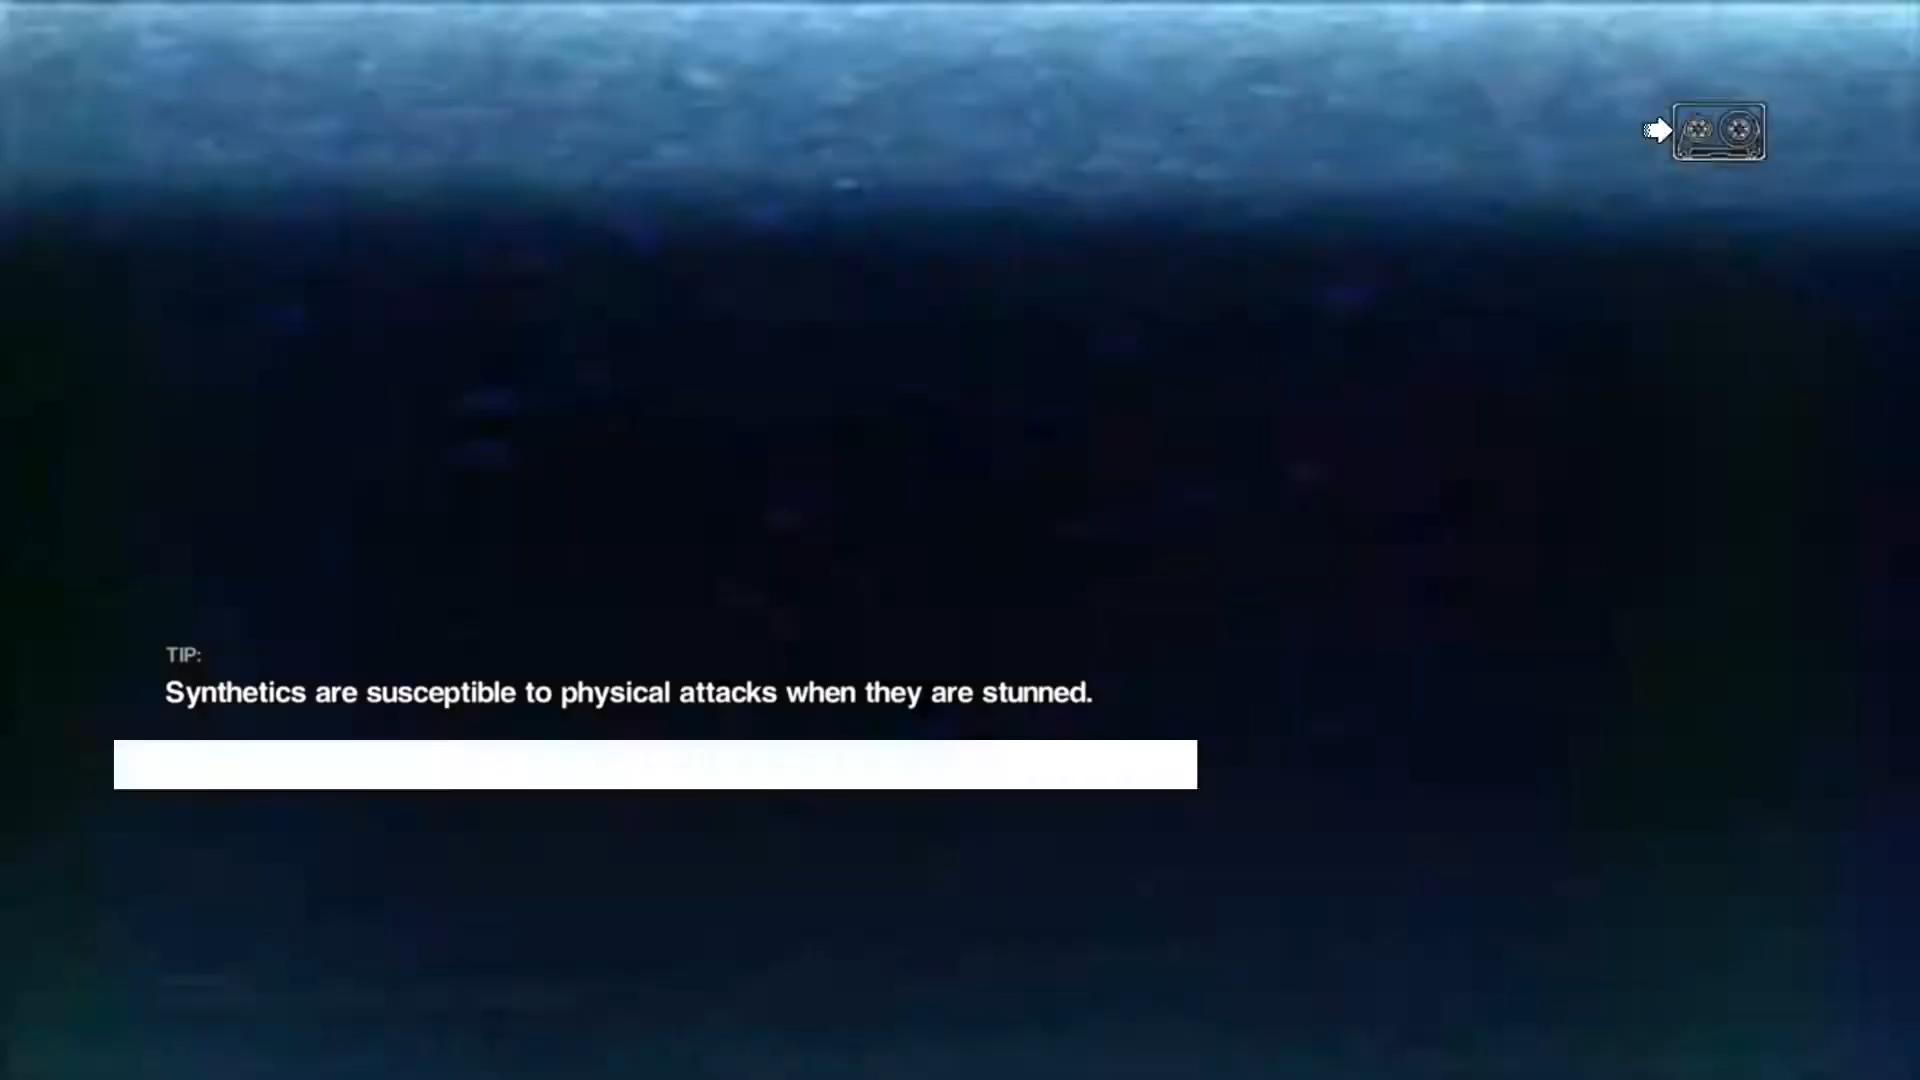 TIP:
Synthetics are susceptible to physical attacks when they are stunned.